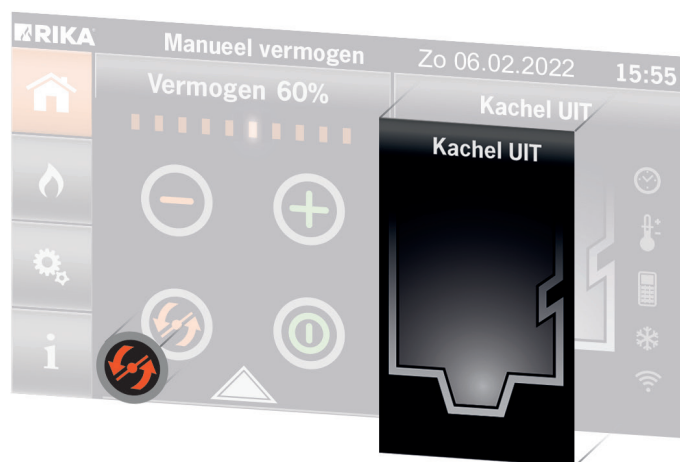 RIKA
Manueel vermogen
Zo 06.02.2022
15:55
Vermogen 60%
Kachel UIT
Kachel UIT